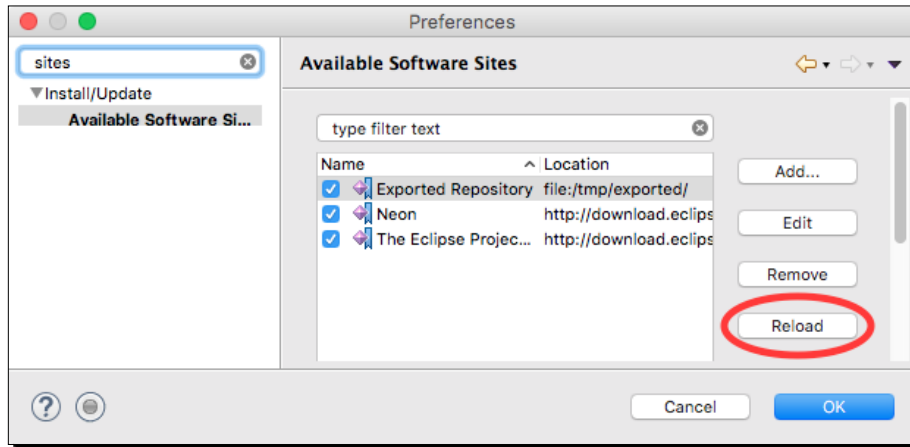 Preferences
sites
Install/Update
Available Software Si...
Available Software Sites
type filter text
Name
Location
Exported Repository file:/tmp/exported/
Neon http://download.eclips
The Eclipse Projec... http://download.eclips
Add...
Edit
Remove
Reload
?
Cancel
OK